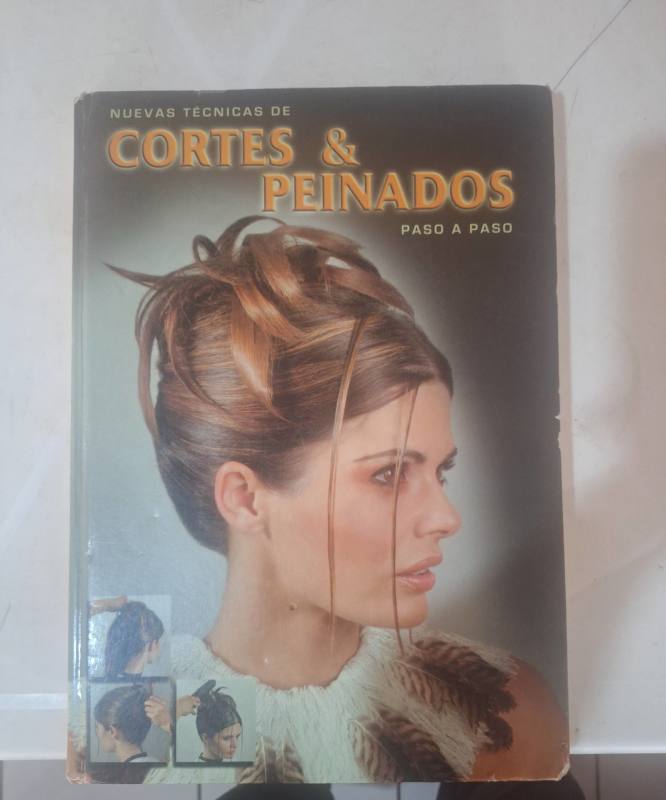 NUEVAS TÉCNICAS DE
CORTES &
PEINADOS
PASO A PASO